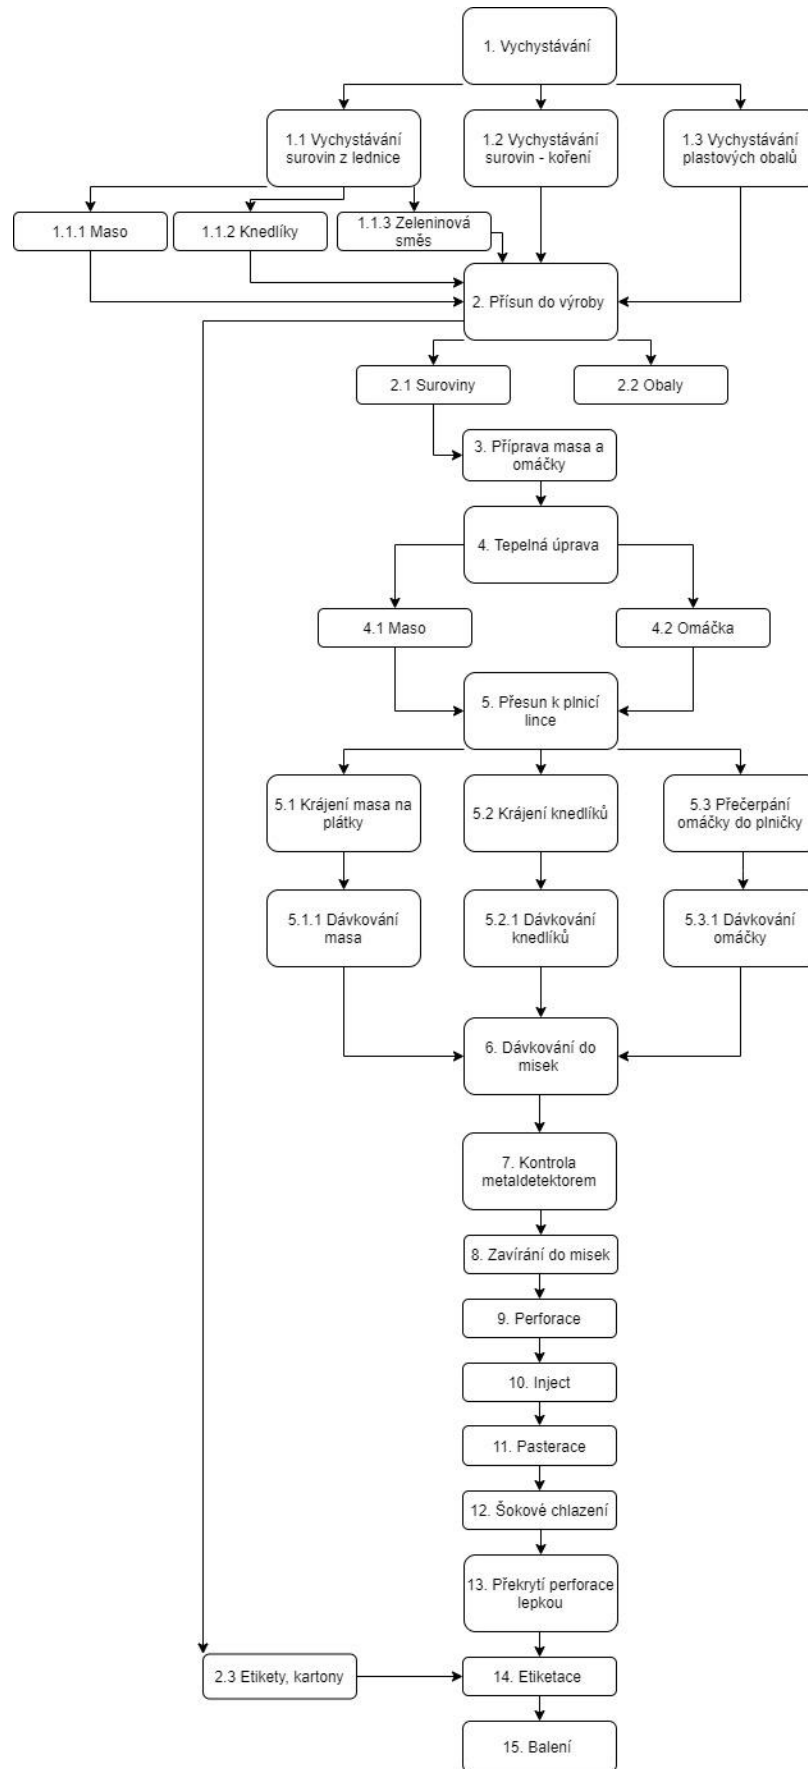 1. Vychystávání
1.1 Vychystávání
surovin z lednice
1.2 Vychystávání
surovin - koření
1.3 Vychystávání
plastových obalů
1.1.1 Maso
1.1.2 Knedlíky
1.1.3 Zeleninová
směs
2. Přísun do výroby
2.1 Suroviny
2.2 Obaly
3. Příprava masa a
omáčky
4. Tepelná úprava
4.1 Maso
4.2 Omáčka
5. Přesun k plnicí
lince
5.1 Krájení masa na
plátky
5.2 Krájení knedlíků
5.3 Přečerpání
omáčky do plničky
5.1.1 Dávkování
masa
5.2.1 Dávkování
knedlíků
5.3.1 Dávkování
omáčky
6. Dávkování do
misek
7. Kontrola
metaldetektorem
8. Zavírání do misek
9. Perforace
10. Inject
11. Pasterace
12. Šokové chlazení
13. Překrytí perforace
lepkou
2.3 Etikety, kartony
14. Etiketace
15. Balení